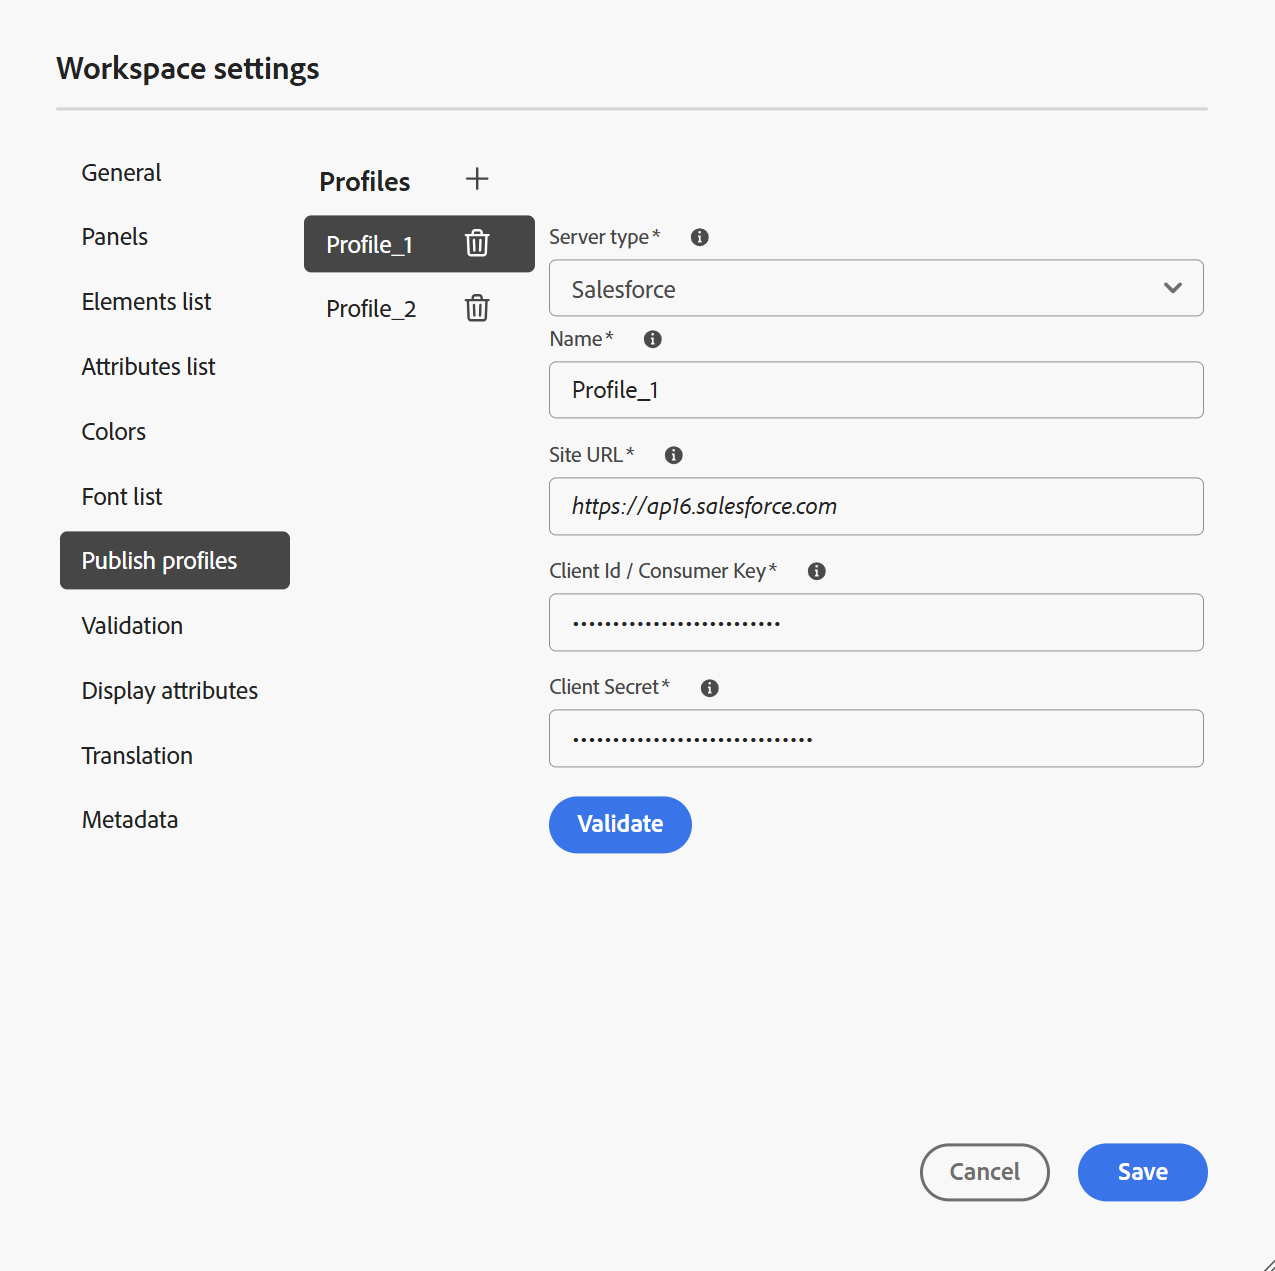 Workspace settings
General
Panels
Elements list
Attributes list
Colors
Font list
Publish profiles
Validation
Display attributes
Translation
Metadata
Profiles
Profile_1
Profile_2
Server type*
Salesforce
Name*
Profile_1
Site URL*
https://ap16.salesforce.com
Client Id / Consumer Key*
••••••••••••••••••••••••••
Client Secret*
••••••••••••••••••••••••••••••
Validate
Cancel
Save